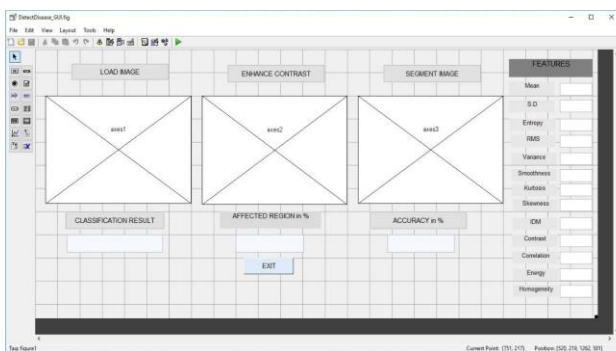 DetectDisease_GUI.fig
File Edit View Layout Tools Help
LOAD IMAGE
ENHANCE CONTRAST
SEGMENT IMAGE
FEATURES
axes1
axes2
axes3
Mean
S.D
Entropy
RMS
Variance
Smoothness
Kurtosis
Skewness
IDM
Contrast
Correlation
Energy
Homogeneity
CLASSIFICATION RESULT
AFFECTED REGION in %
ACCURACY in %
EXIT
Tag: figure1
Current Point: [751, 217] Position: [520, 219, 1262, 501]